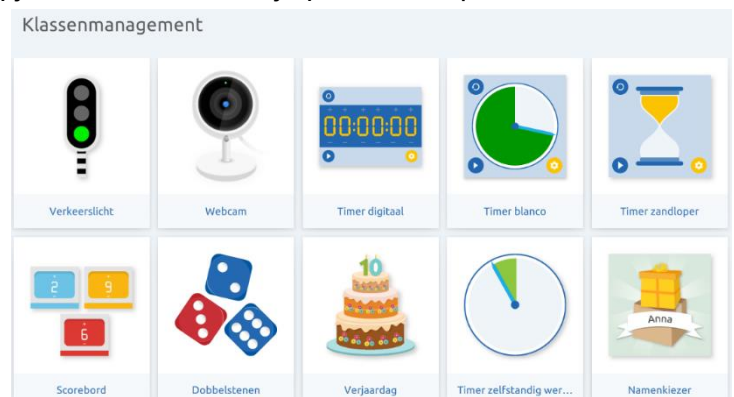 Klassenmanagement
00:00:00
Verkeerslicht
Webcam
Timer digitaal
Timer blanco
Timer zandloper
2
9
6
10
Anna
Scorebord
Dobbelstenen
Verjaardag
Timer zelfstandig wer...
Namenkiezer